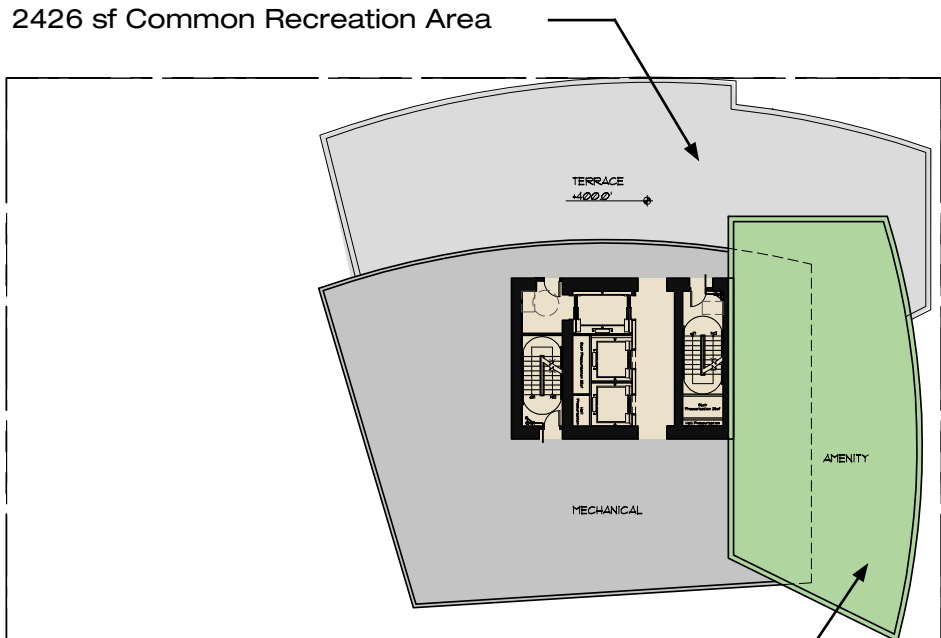 2426 sf Common Recreation Area
TERRACE
+400.0'
AMENITY
MECHANICAL